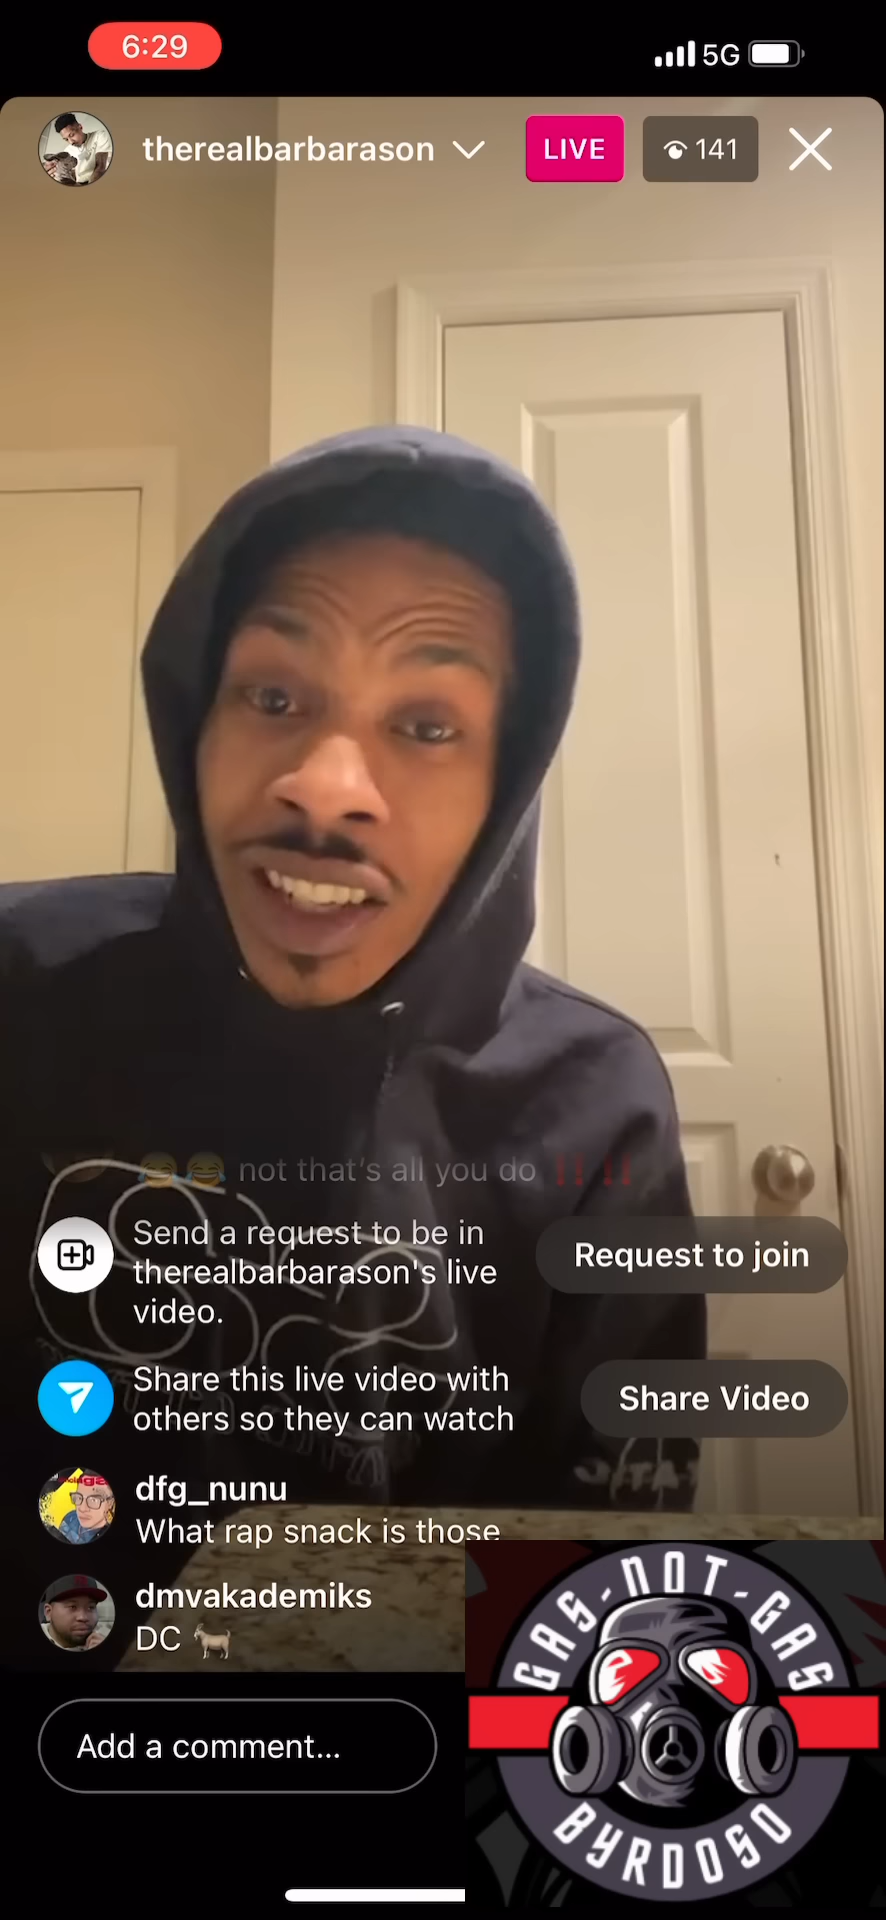 6:29
5G
therealbarbarason
LIVE
141
😂😂 not that's all you do ‼️ ‼️
Send a request to be in
therealbarbarason's live
video.
Request to join
Share this live video with
others so they can watch
Share Video
dfg_nunu
What rap snack is those
dmvakademiks
DC 🐐
Add a comment...
GAS-NOT-GAS
BYRDOSO